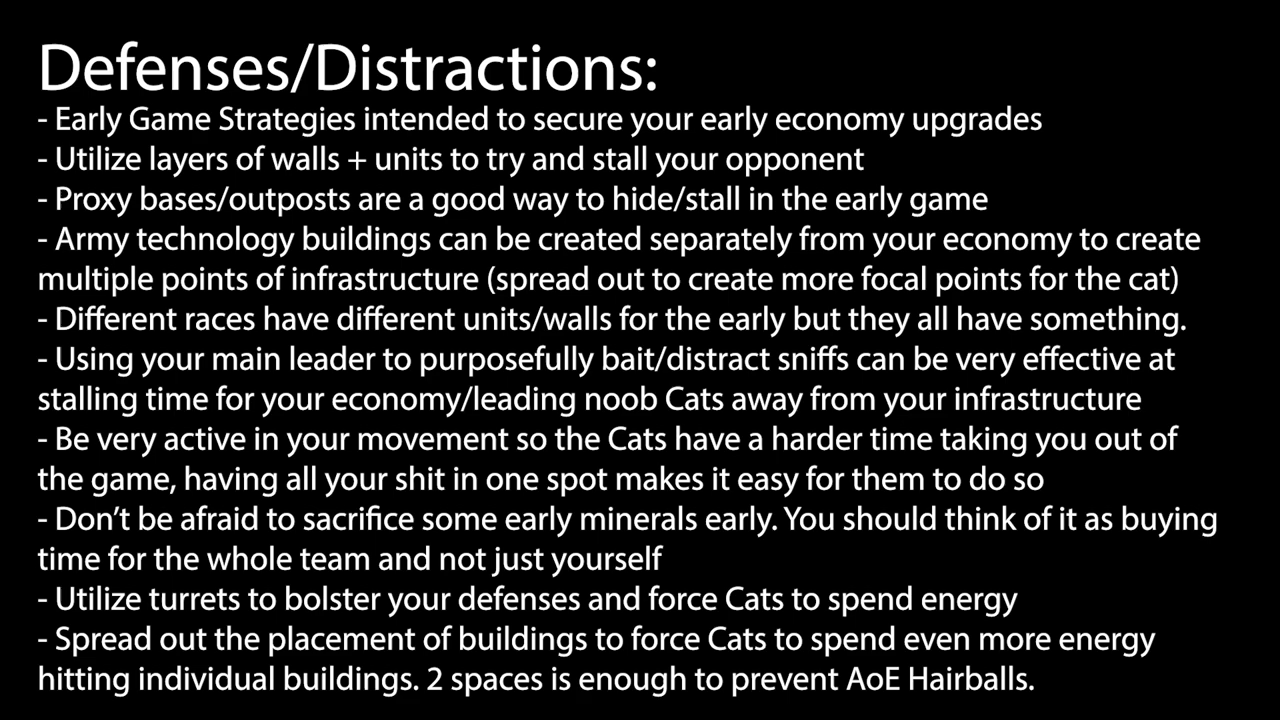 Defenses/Distractions:
- Early Game Strategies intended to secure your early economy upgrades
- Utilize layers of walls + units to try and stall your opponent
- Proxy bases/outposts are a good way to hide/stall in the early game
- Army technology buildings can be created separately from your economy to create
multiple points of infrastructure (spread out to create more focal points for the cat)
- Different races have different units/walls for the early but they all have something.
- Using your main leader to purposefully bait/distract sniffs can be very effective at
stalling time for your economy/leading noob Cats away from your infrastructure
- Be very active in your movement so the Cats have a harder time taking you out of
the game, having all your shit in one spot makes it easy for them to do so
- Don’t be afraid to sacrifice some early minerals early. You should think of it as buying
time for the whole team and not just yourself
- Utilize turrets to bolster your defenses and force Cats to spend energy
- Spread out the placement of buildings to force Cats to spend even more energy
hitting individual buildings. 2 spaces is enough to prevent AoE Hairballs.